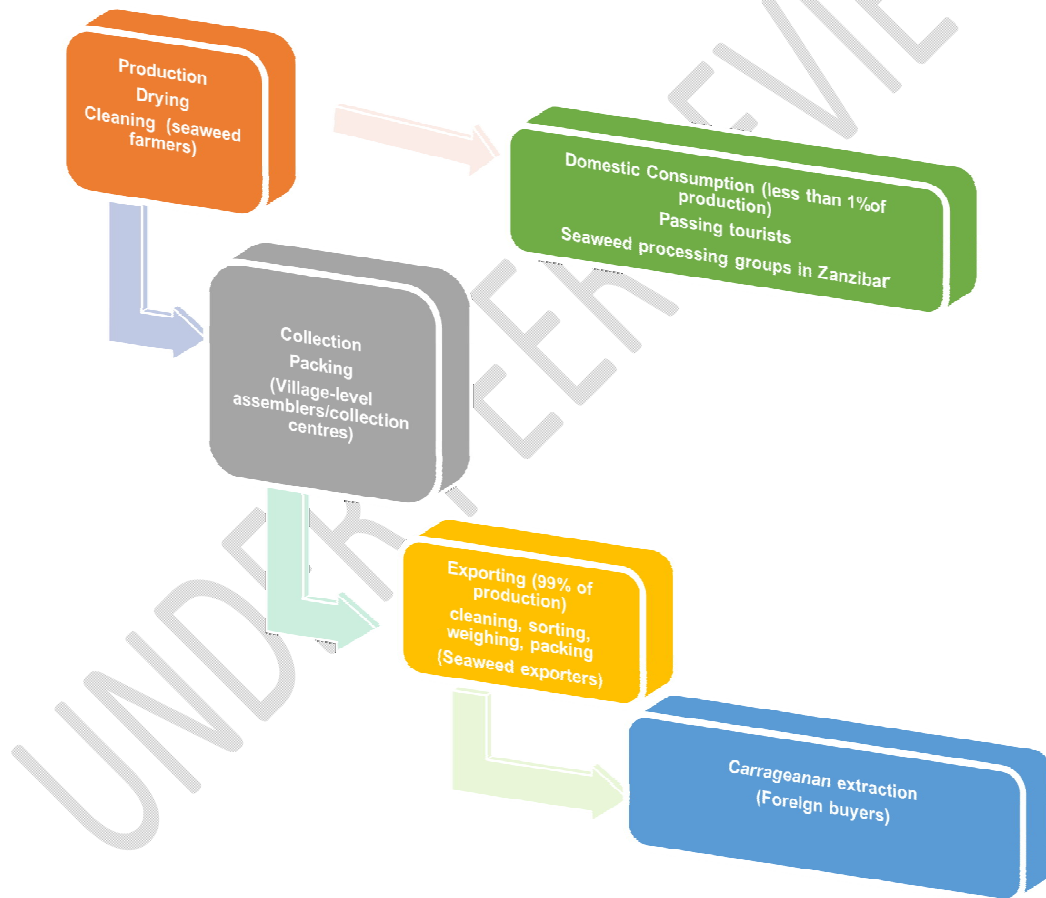 Production
Drying
Cleaning (seaweed
farmers)
Domestic Consumption (less than 1%of
production)
Passing tourists
Seaweed processing groups in Zanzibar
Collection
Packing
(Village-level
assemblers/collection
centres)
Exporting (99% of
production)
cleaning, sorting,
weighing, packing
(Seaweed exporters)
Carrageanan extraction
(Foreign buyers)
UNDER PEER REVIE